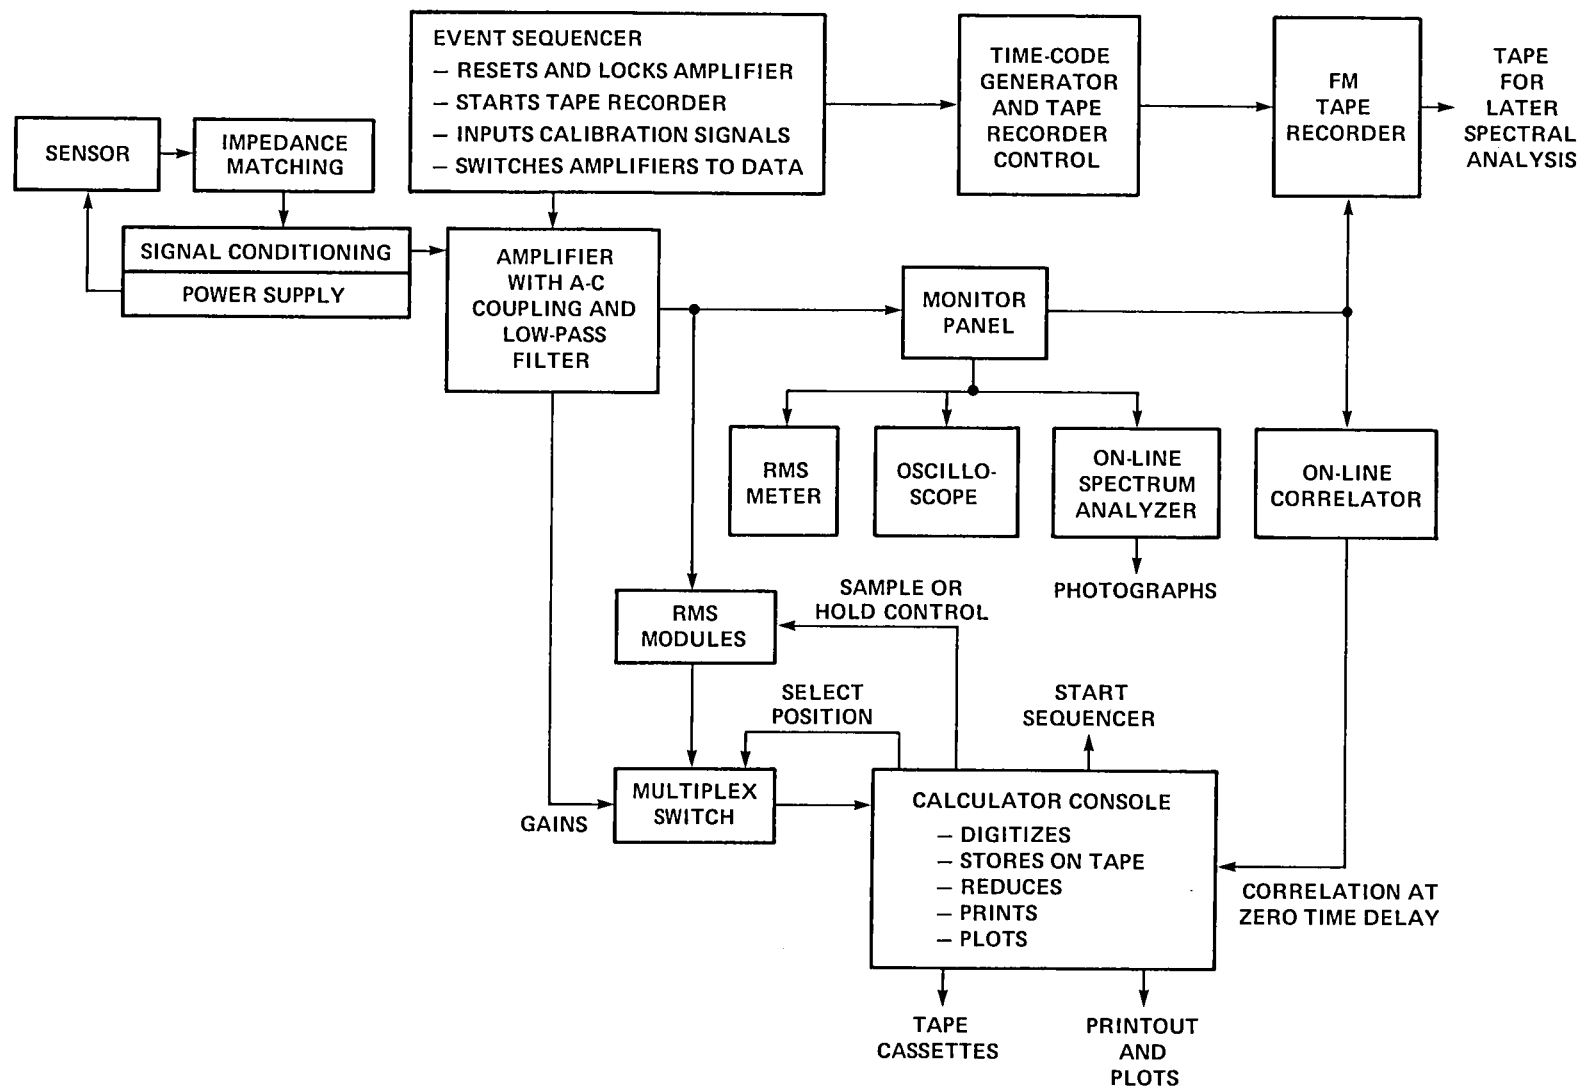 EVENT SEQUENCER
– RESETS AND LOCKS AMPLIFIER
– STARTS TAPE RECORDER
– INPUTS CALIBRATION SIGNALS
– SWITCHES AMPLIFIERS TO DATA
TIME-CODE
GENERATOR
AND TAPE
RECORDER
CONTROL
FM
TAPE
RECORDER
TAPE
FOR
LATER
SPECTRAL
ANALYSIS
SENSOR
IMPEDANCE
MATCHING
SIGNAL CONDITIONING
POWER SUPPLY
AMPLIFIER
WITH A-C
COUPLING AND
LOW-PASS
FILTER
MONITOR
PANEL
RMS
METER
OSCILLO-
SCOPE
ON-LINE
SPECTRUM
ANALYZER
ON-LINE
CORRELATOR
PHOTOGRAPHS
SAMPLE OR
HOLD CONTROL
RMS
MODULES
SELECT
POSITION
START
SEQUENCER
MULTIPLEX
SWITCH
GAINS
CALCULATOR CONSOLE
– DIGITIZES
– STORES ON TAPE
– REDUCES
– PRINTS
– PLOTS
CORRELATION AT
ZERO TIME DELAY
TAPE
CASSETTES
PRINTOUT
AND
PLOTS